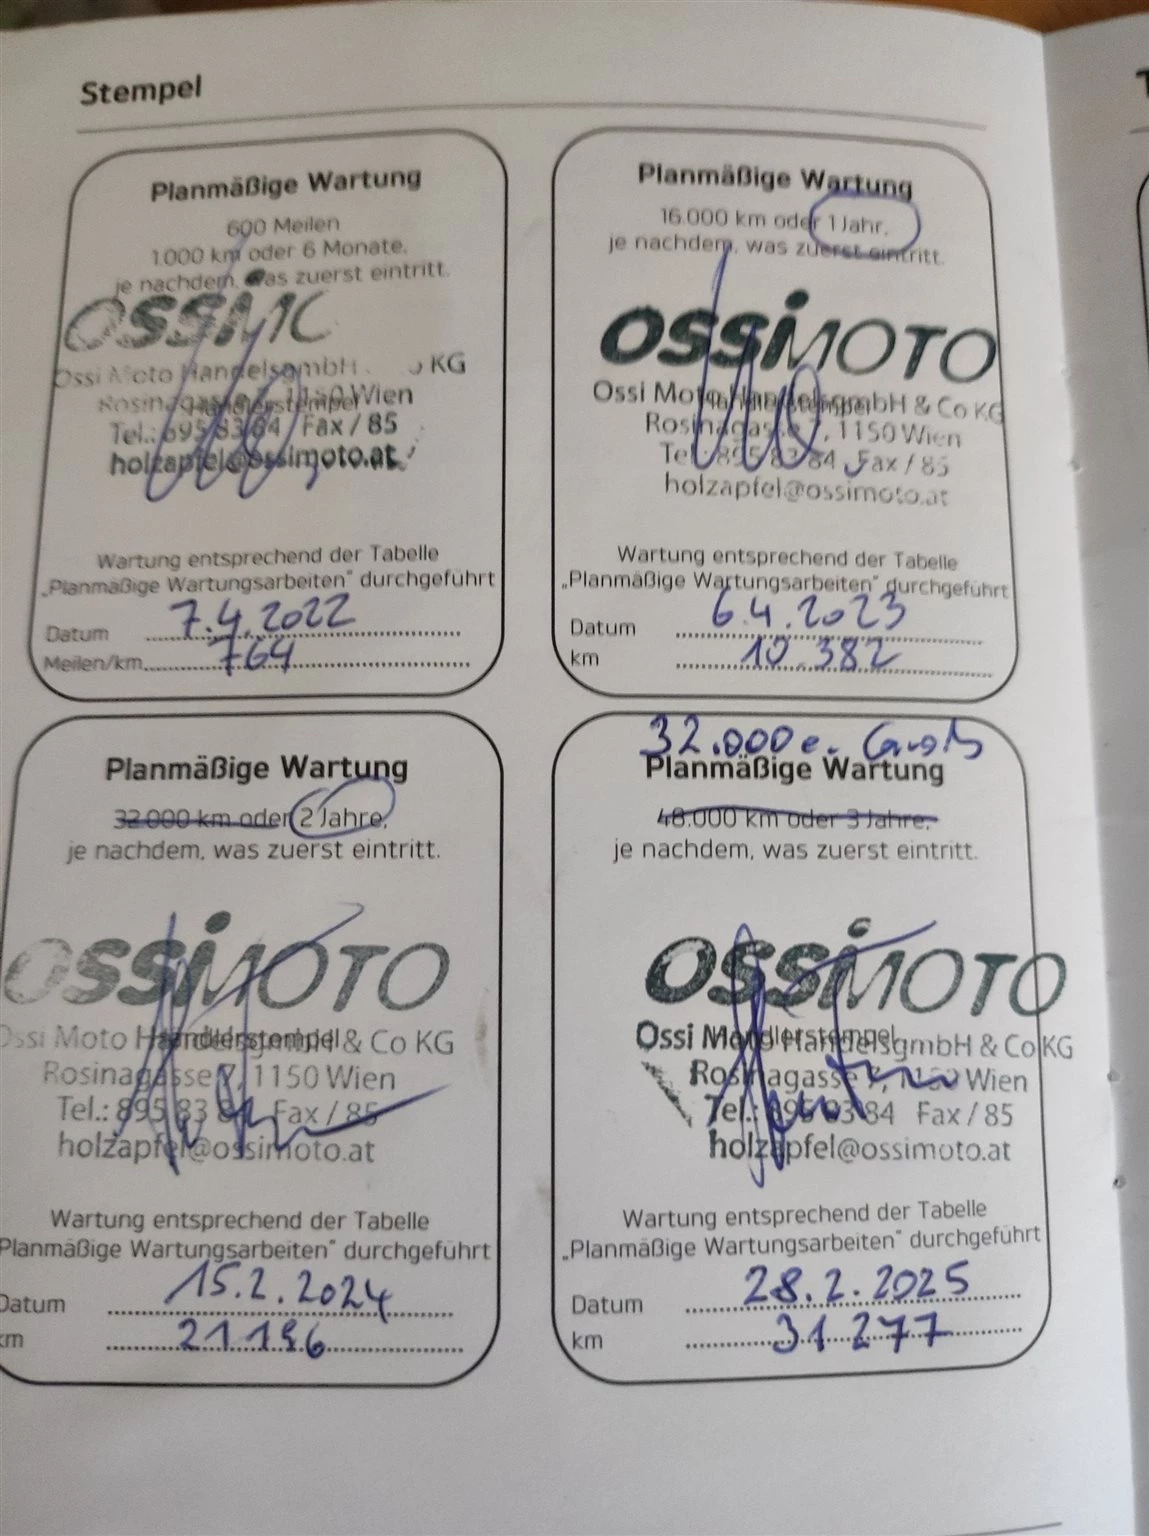 Stempel
Planmäßige Wartung
600 Meilen
1.000 km oder 6 Monate,
je nachdem, was zuerst eintritt.
OSSIMO
Ossi Moto HandelsgmbH KG
Rosinagasse 1150 Wien
Händlerstempel
Tel.: 895 83 84 Fax / 85
holzapfel@ossimoto.at
Wartung entsprechend der Tabelle
„Planmäßige Wartungsarbeiten“ durchgeführt
Datum 7.4.2022
Meilen/km 764
Planmäßige Wartung
16.000 km oder 1 Jahr,
je nachdem, was zuerst eintritt.
OSSIMOTO
Ossi Moto HandelsgmbH & Co KG
Händlerstempel
Rosinagasse 7, 1150 Wien
Tel.: 895 83 84 Fax / 85
holzapfel@ossimoto.at
Wartung entsprechend der Tabelle
„Planmäßige Wartungsarbeiten“ durchgeführt
Datum 6.4.2023
km 10.382
Planmäßige Wartung
32.000 km oder 2 Jahre,
je nachdem, was zuerst eintritt.
OSSIMOTO
Ossi Moto HandelsgmbH & Co KG
Händlerstempel
Rosinagasse 7, 1150 Wien
Tel.: 895 83 84 Fax / 85
holzapfel@ossimoto.at
Wartung entsprechend der Tabelle
Planmäßige Wartungsarbeiten“ durchgeführt
Datum 15.2.2024
km 21196
32.000e.
Planmäßige Wartung
48.000 km oder 3 Jahre,
je nachdem, was zuerst eintritt.
OSSIMOTO
Händlerstempel
Ossi Moto HandelsgmbH & Co KG
Rosinagasse 7, 1150 Wien
Tel.: 895 83 84 Fax / 85
holzapfel@ossimoto.at
Wartung entsprechend der Tabelle
„Planmäßige Wartungsarbeiten“ durchgeführt
Datum 28.2.2025
km 31277